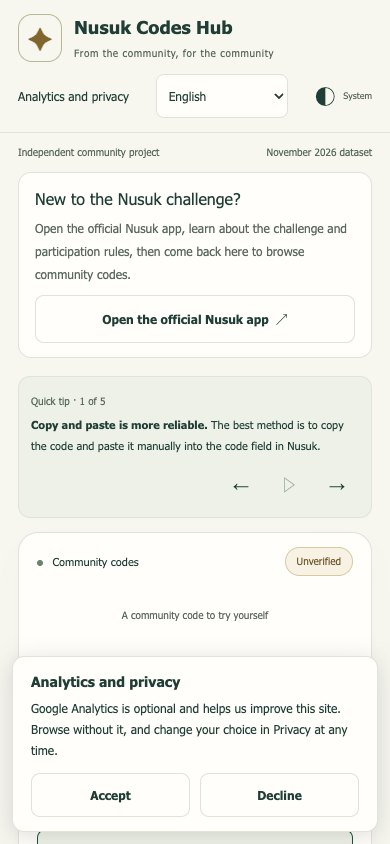 Nusuk Codes Hub
From the community, for the community
Analytics and privacy
English
System
Independent community project
November 2026 dataset
New to the Nusuk challenge?
Open the official Nusuk app, learn about the challenge and
participation rules, then come back here to browse
community codes.
Open the official Nusuk app ↗
Quick tip · 1 of 5
Copy and paste is more reliable. The best method is to copy
the code and paste it manually into the code field in Nusuk.
← ▷ →
Community codes
Unverified
A community code to try yourself
Analytics and privacy
Google Analytics is optional and helps us improve this site.
Browse without it, and change your choice in Privacy at any
time.
Accept
Decline